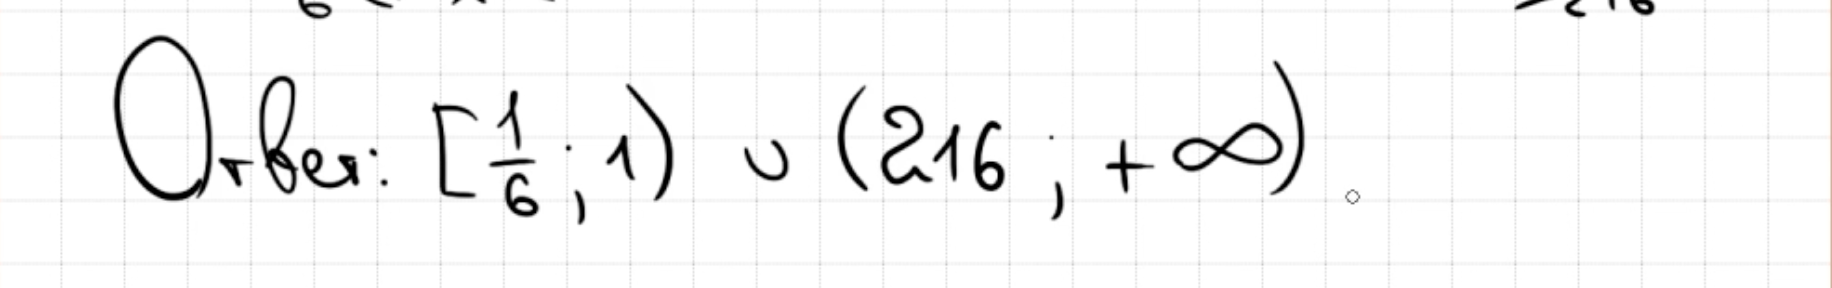 Ответ: [1/6; 1) ∪ (216; +∞)